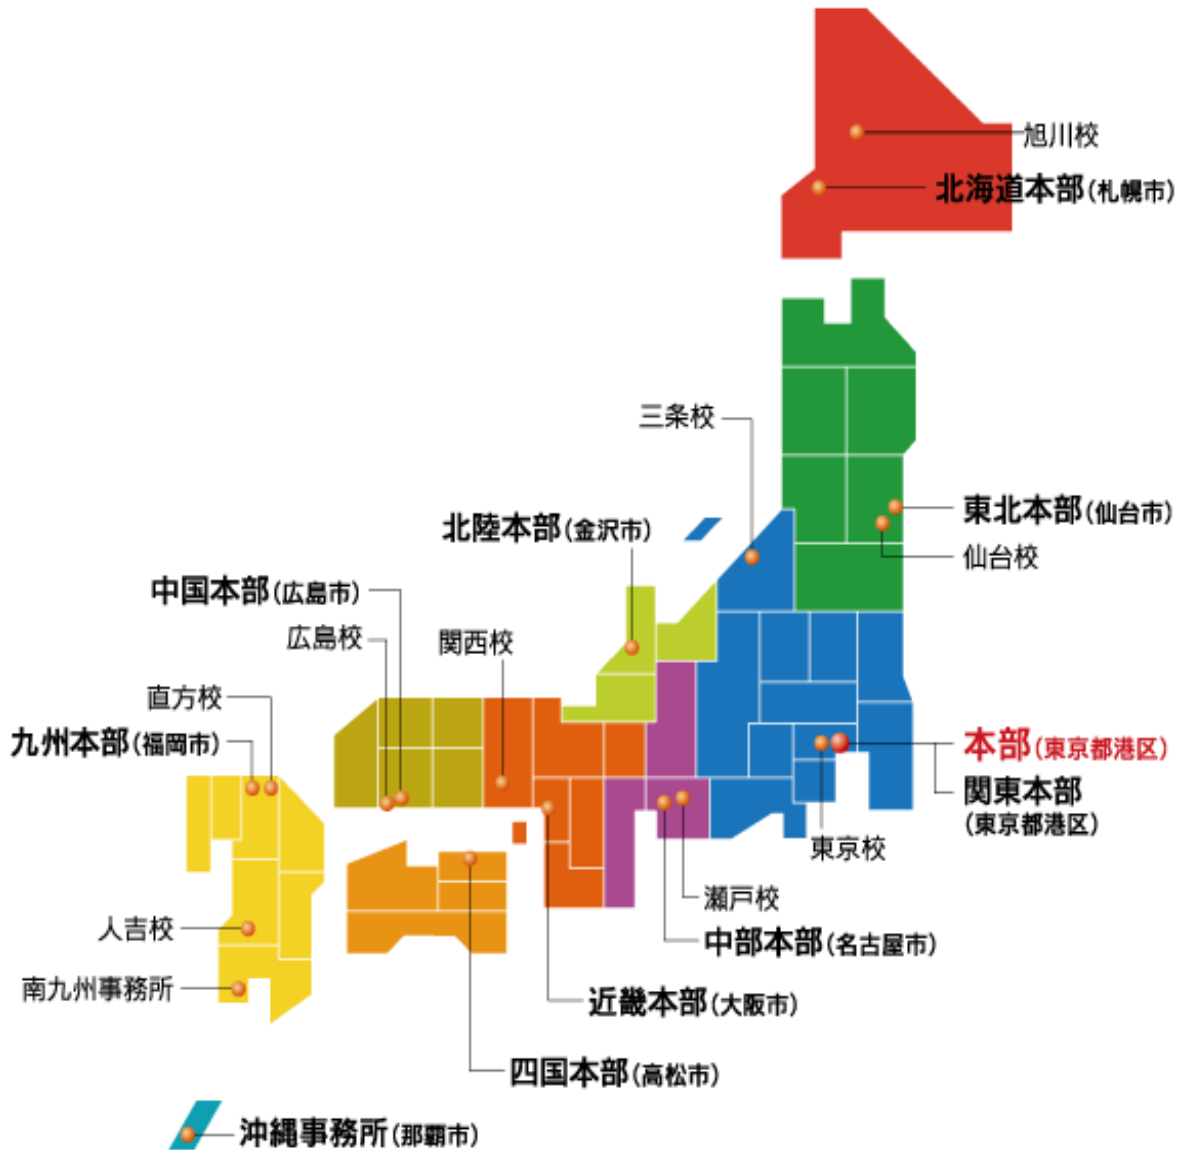 旭川校
北海道本部(札幌市)
三条校
東北本部(仙台市)
北陸本部(金沢市)
仙台校
中国本部(広島市)
広島校
関西校
直方校
九州本部(福岡市)
本部(東京都港区)
関東本部
(東京都港区)
東京校
瀬戸校
人吉校
中部本部(名古屋市)
南九州事務所
近畿本部(大阪市)
四国本部(高松市)
沖縄事務所(那覇市)